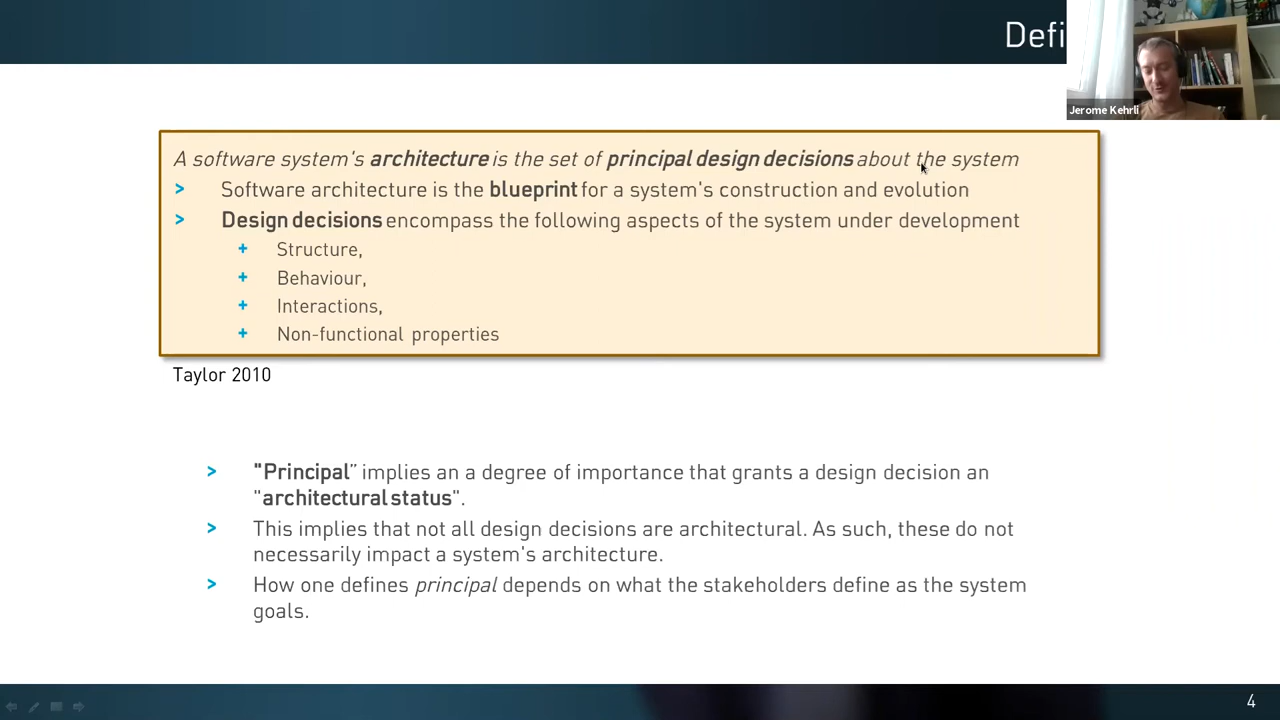 Defi
Jerome Kehrli
A software system's architecture is the set of principal design decisions about the system
> Software architecture is the blueprint for a system's construction and evolution
> Design decisions encompass the following aspects of the system under development
+ Structure,
+ Behaviour,
+ Interactions,
+ Non-functional properties
Taylor 2010
> "Principal” implies an a degree of importance that grants a design decision an
"architectural status".
> This implies that not all design decisions are architectural. As such, these do not
necessarily impact a system's architecture.
> How one defines principal depends on what the stakeholders define as the system
goals.
4